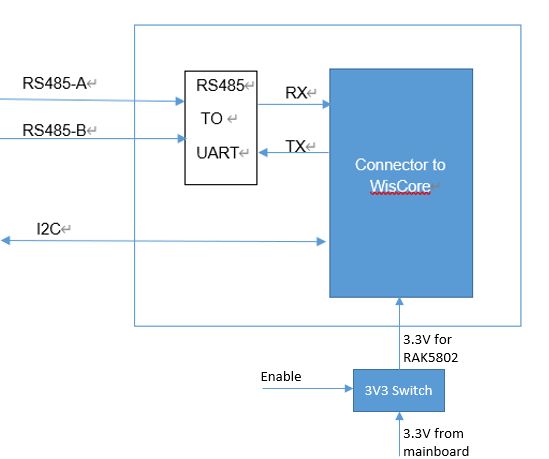 RS485-A↵
RS485-B↵
RS485↵
TO ↵
UART↵
RX↵
TX↵
Connector to
WisCore↵
I2C↵
3.3V for
RAK5802
Enable
3V3 Switch
3.3V from
mainboard